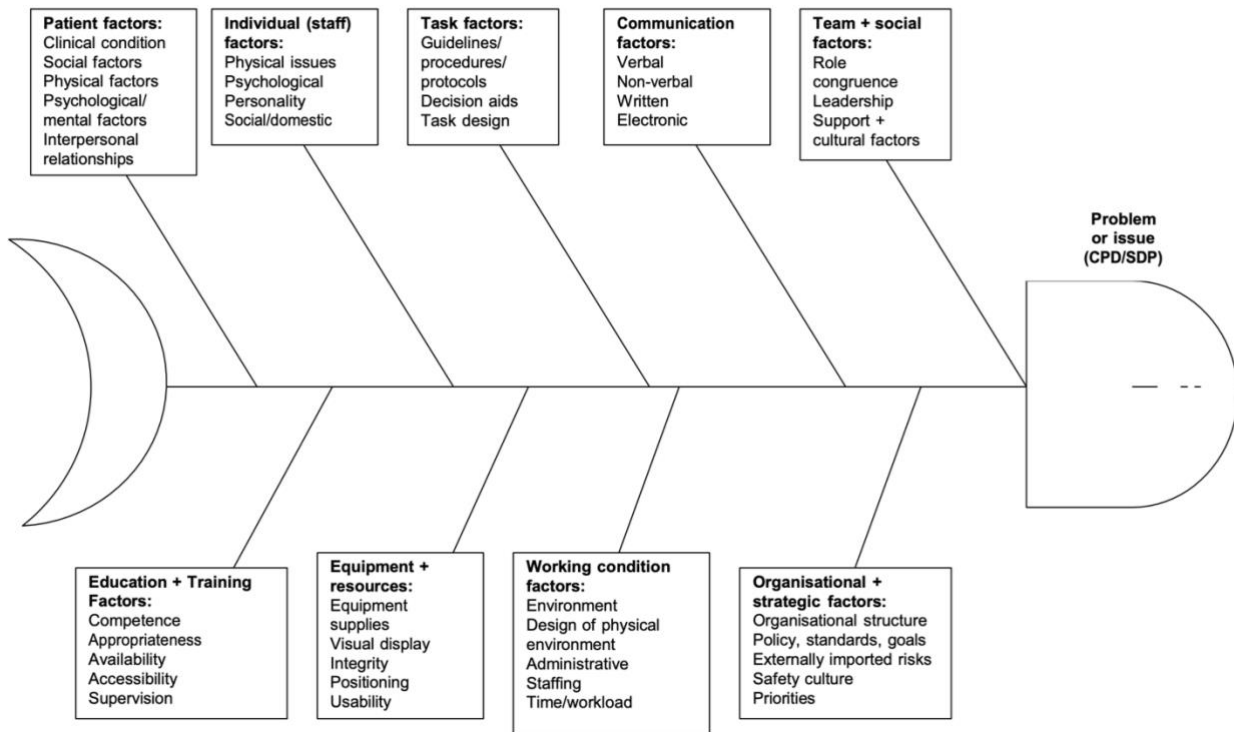 Patient factors:
Clinical condition
Social factors
Physical factors
Psychological/
mental factors
Interpersonal
relationships
Individual (staff)
factors:
Physical issues
Psychological
Personality
Social/domestic
Task factors:
Guidelines/
procedures/
protocols
Decision aids
Task design
Communication
factors:
Verbal
Non-verbal
Written
Electronic
Team + social
factors:
Role
congruence
Leadership
Support +
cultural factors
Problem
or issue
(CPD/SDP)
Education + Training
Factors:
Competence
Appropriateness
Availability
Accessibility
Supervision
Equipment +
resources:
Equipment
supplies
Visual display
Integrity
Positioning
Usability
Working condition
factors:
Environment
Design of physical
environment
Administrative
Staffing
Time/workload
Organisational +
strategic factors:
Organisational structure
Policy, standards, goals
Externally imported risks
Safety culture
Priorities